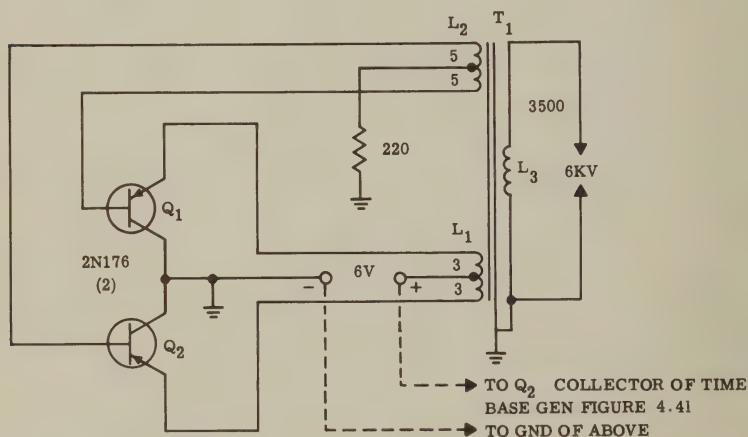 L2
T1
5
5
3500
220
L3
6KV
Q1
L1
2N176
(2)
6V
3
3
- +
Q2
TO Q2 COLLECTOR OF TIME
BASE GEN FIGURE 4.41
TO GND OF ABOVE